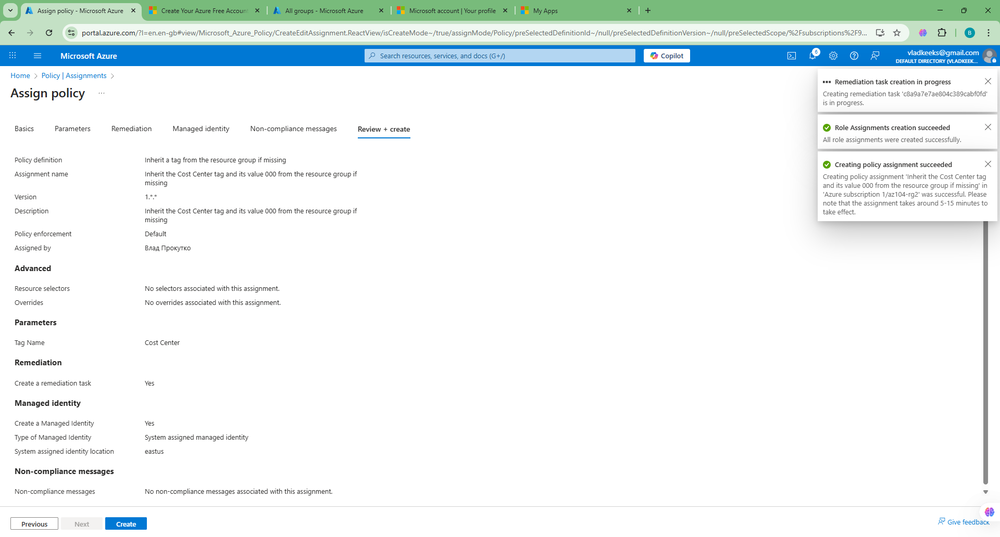 Assign policy - Microsoft Azure
Create Your Azure Free Account
All groups - Microsoft Azure
Microsoft account | Your profile
My Apps
portal.azure.com/?l=en.en-gb#view/Microsoft_Azure_Policy/CreateEditAssignment.ReactView/isCreateMode~/true/assignMode/Policy/preSelectedDefinitionId~/null/preSelectedDefinitionVersion~/null/preSelectedScope/%2Fsubscriptions%2F9...
B
Microsoft Azure
Search resources, services, and docs (G+/)
Copilot
6
vladkeeks@gmail.com
DEFAULT DIRECTORY (VLADKEEK...
Home > Policy | Assignments >
Assign policy ...
Basics
Parameters
Remediation
Managed identity
Non-compliance messages
Review + create
Policy definition Inherit a tag from the resource group if missing
Assignment name Inherit the Cost Center tag and its value 000 from the resource group if
missing
Version 1.*.*
Description Inherit the Cost Center tag and its value 000 from the resource group if
missing
Policy enforcement Default
Assigned by Влад Прокутко
Advanced
Resource selectors No selectors associated with this assignment.
Overrides No overrides associated with this assignment.
Parameters
Tag Name Cost Center
Remediation
Create a remediation task Yes
Managed identity
Create a Managed Identity Yes
Type of Managed Identity System assigned managed identity
System assigned identity location eastus
Non-compliance messages
Non-compliance messages No non-compliance messages associated with this assignment.
Previous
Next
Create
Give feedback
Remediation task creation in progress
Creating remediation task 'c8a9a7e7ae804c389cabf0fd'
is in progress.
Role Assignments creation succeeded
All role assignments were created successfully.
Creating policy assignment succeeded
Creating policy assignment 'Inherit the Cost Center tag
and its value 000 from the resource group if missing' in
'Azure subscription 1/az104-rg2' was successful. Please
note that the assignment takes around 5-15 minutes to
take effect.